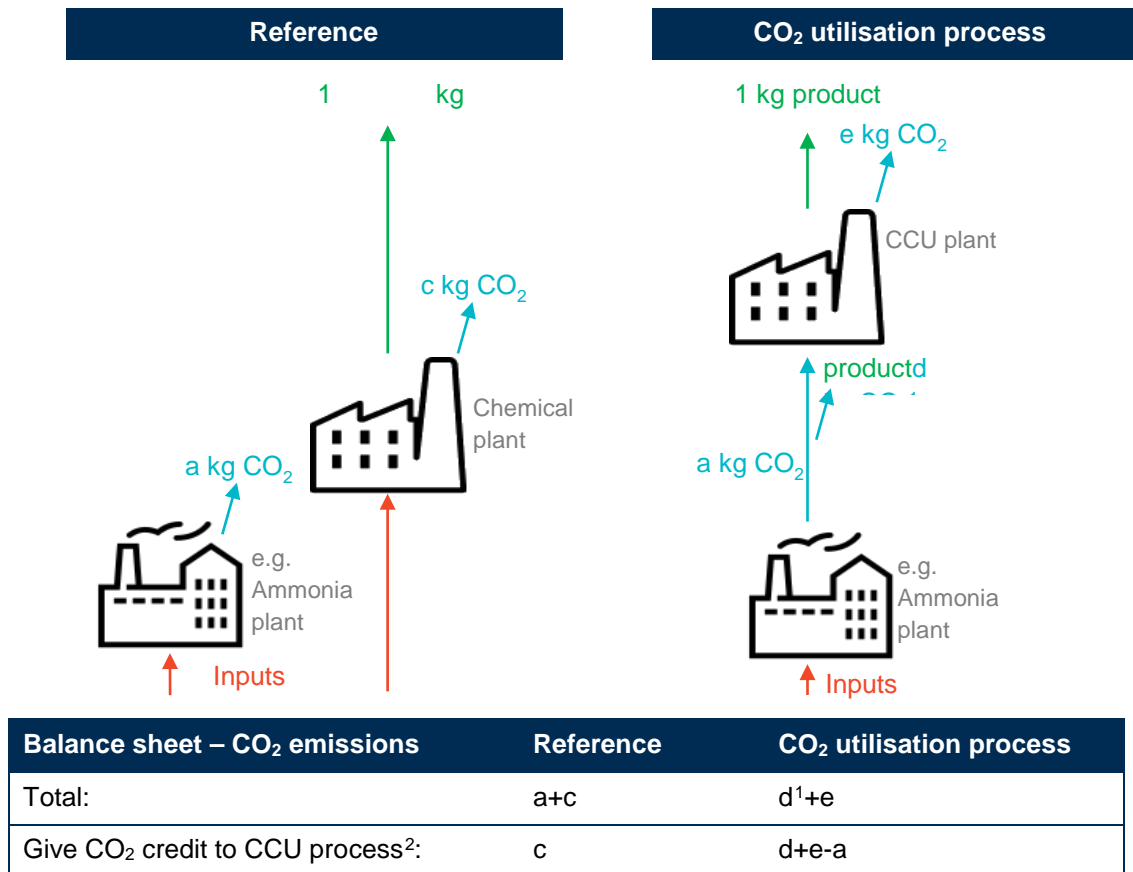 Reference
CO₂ utilisation process
1 kg
1 kg product
e kg CO₂
CCU plant
c kg CO₂
productd
Chemical
plant
a kg CO₂
a kg CO₂
e.g.
Ammonia
plant
e.g.
Ammonia
plant
Inputs
Inputs
Balance sheet – CO₂ emissions Reference CO₂ utilisation process
Total: a+c d¹+e
Give CO₂ credit to CCU process²: c d+e-a